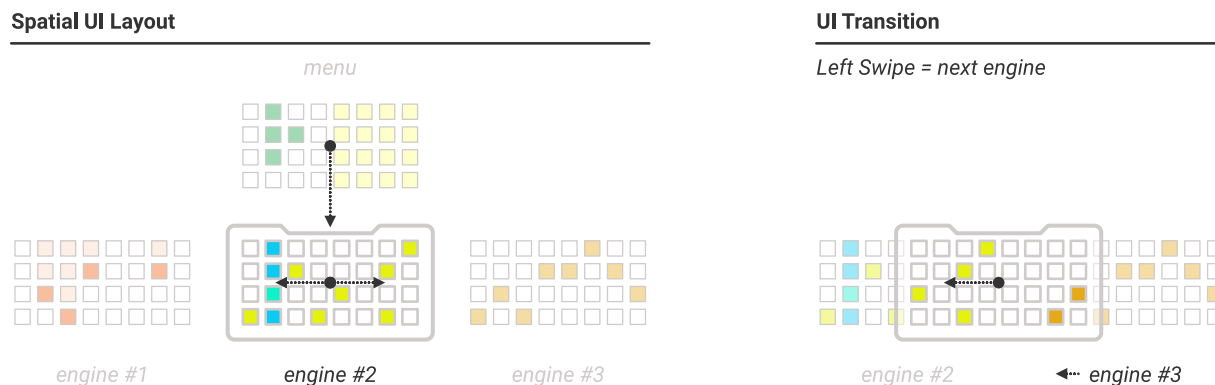 Spatial UI Layout
UI Transition
menu
Left Swipe = next engine
engine #1
engine #2
engine #3
engine #2
engine #3